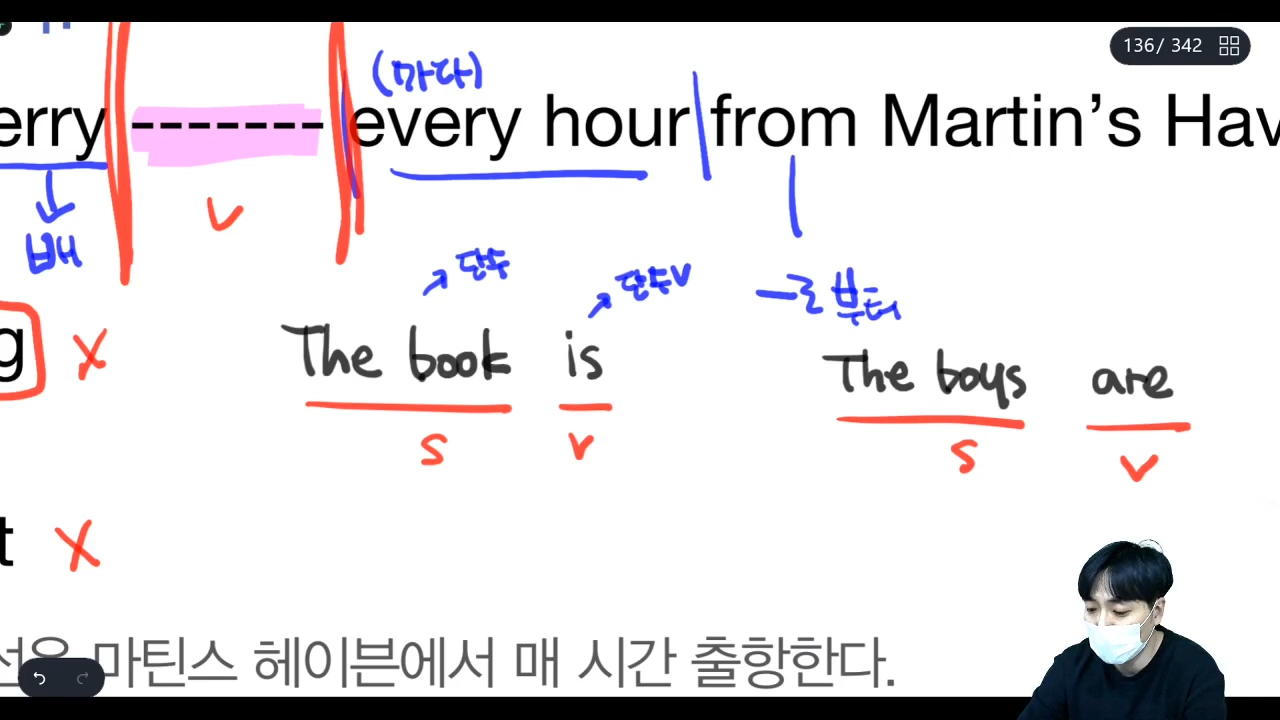 136/ 342
(마다)
erry ------- every hour from Martin's Hav
v
배
단수
단수v
~로부터
g x
The book is
The boys are
s v
s v
t x
선은 마틴스 헤이븐에서 매 시간 출항한다.